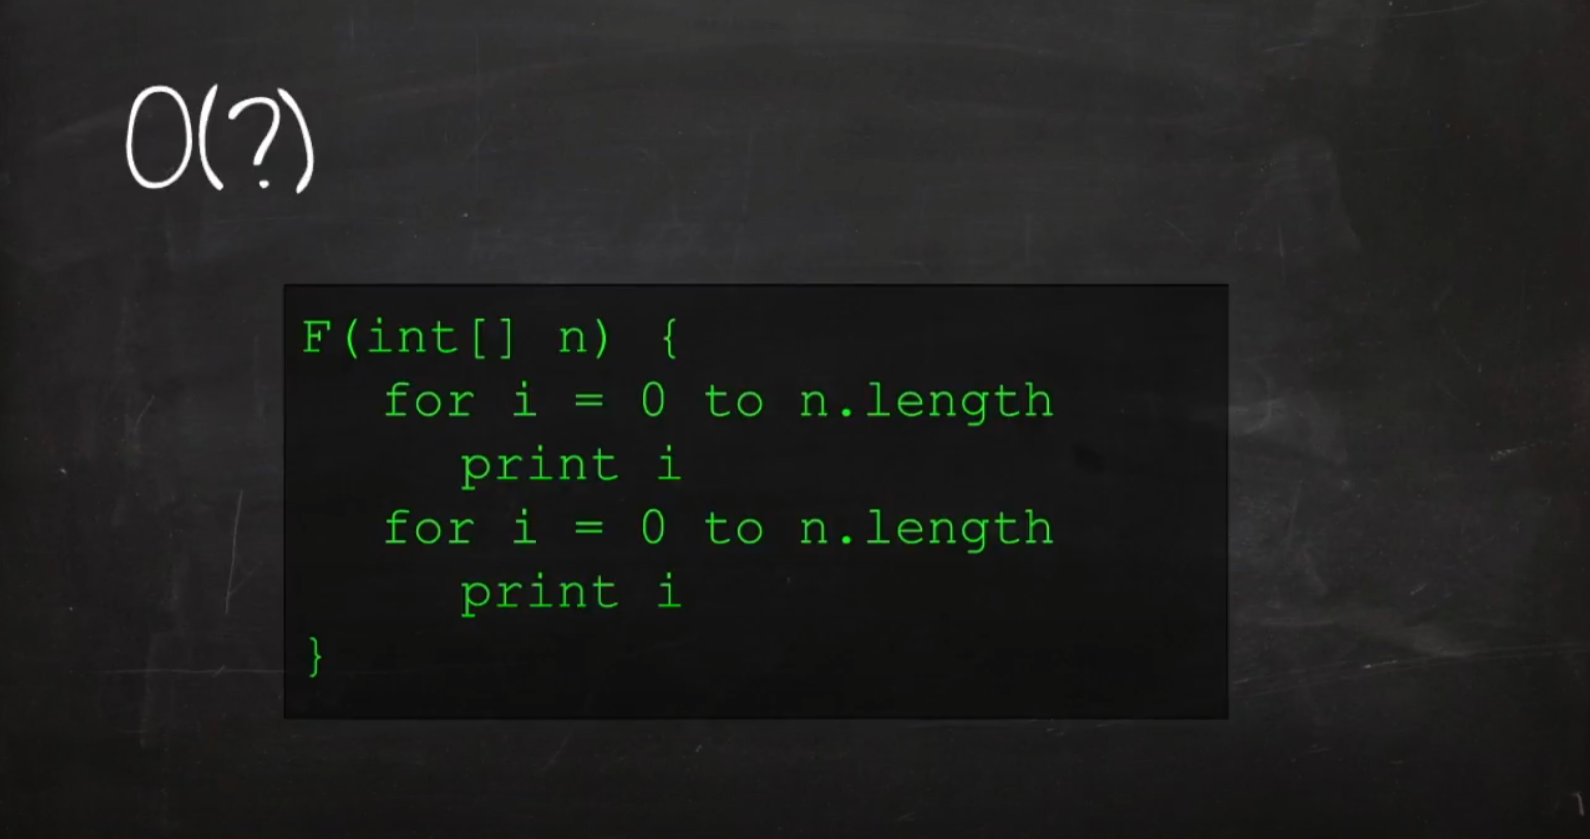 O(?)
F(int[] n) {
   for i = 0 to n.length
      print i
   for i = 0 to n.length
      print i
}